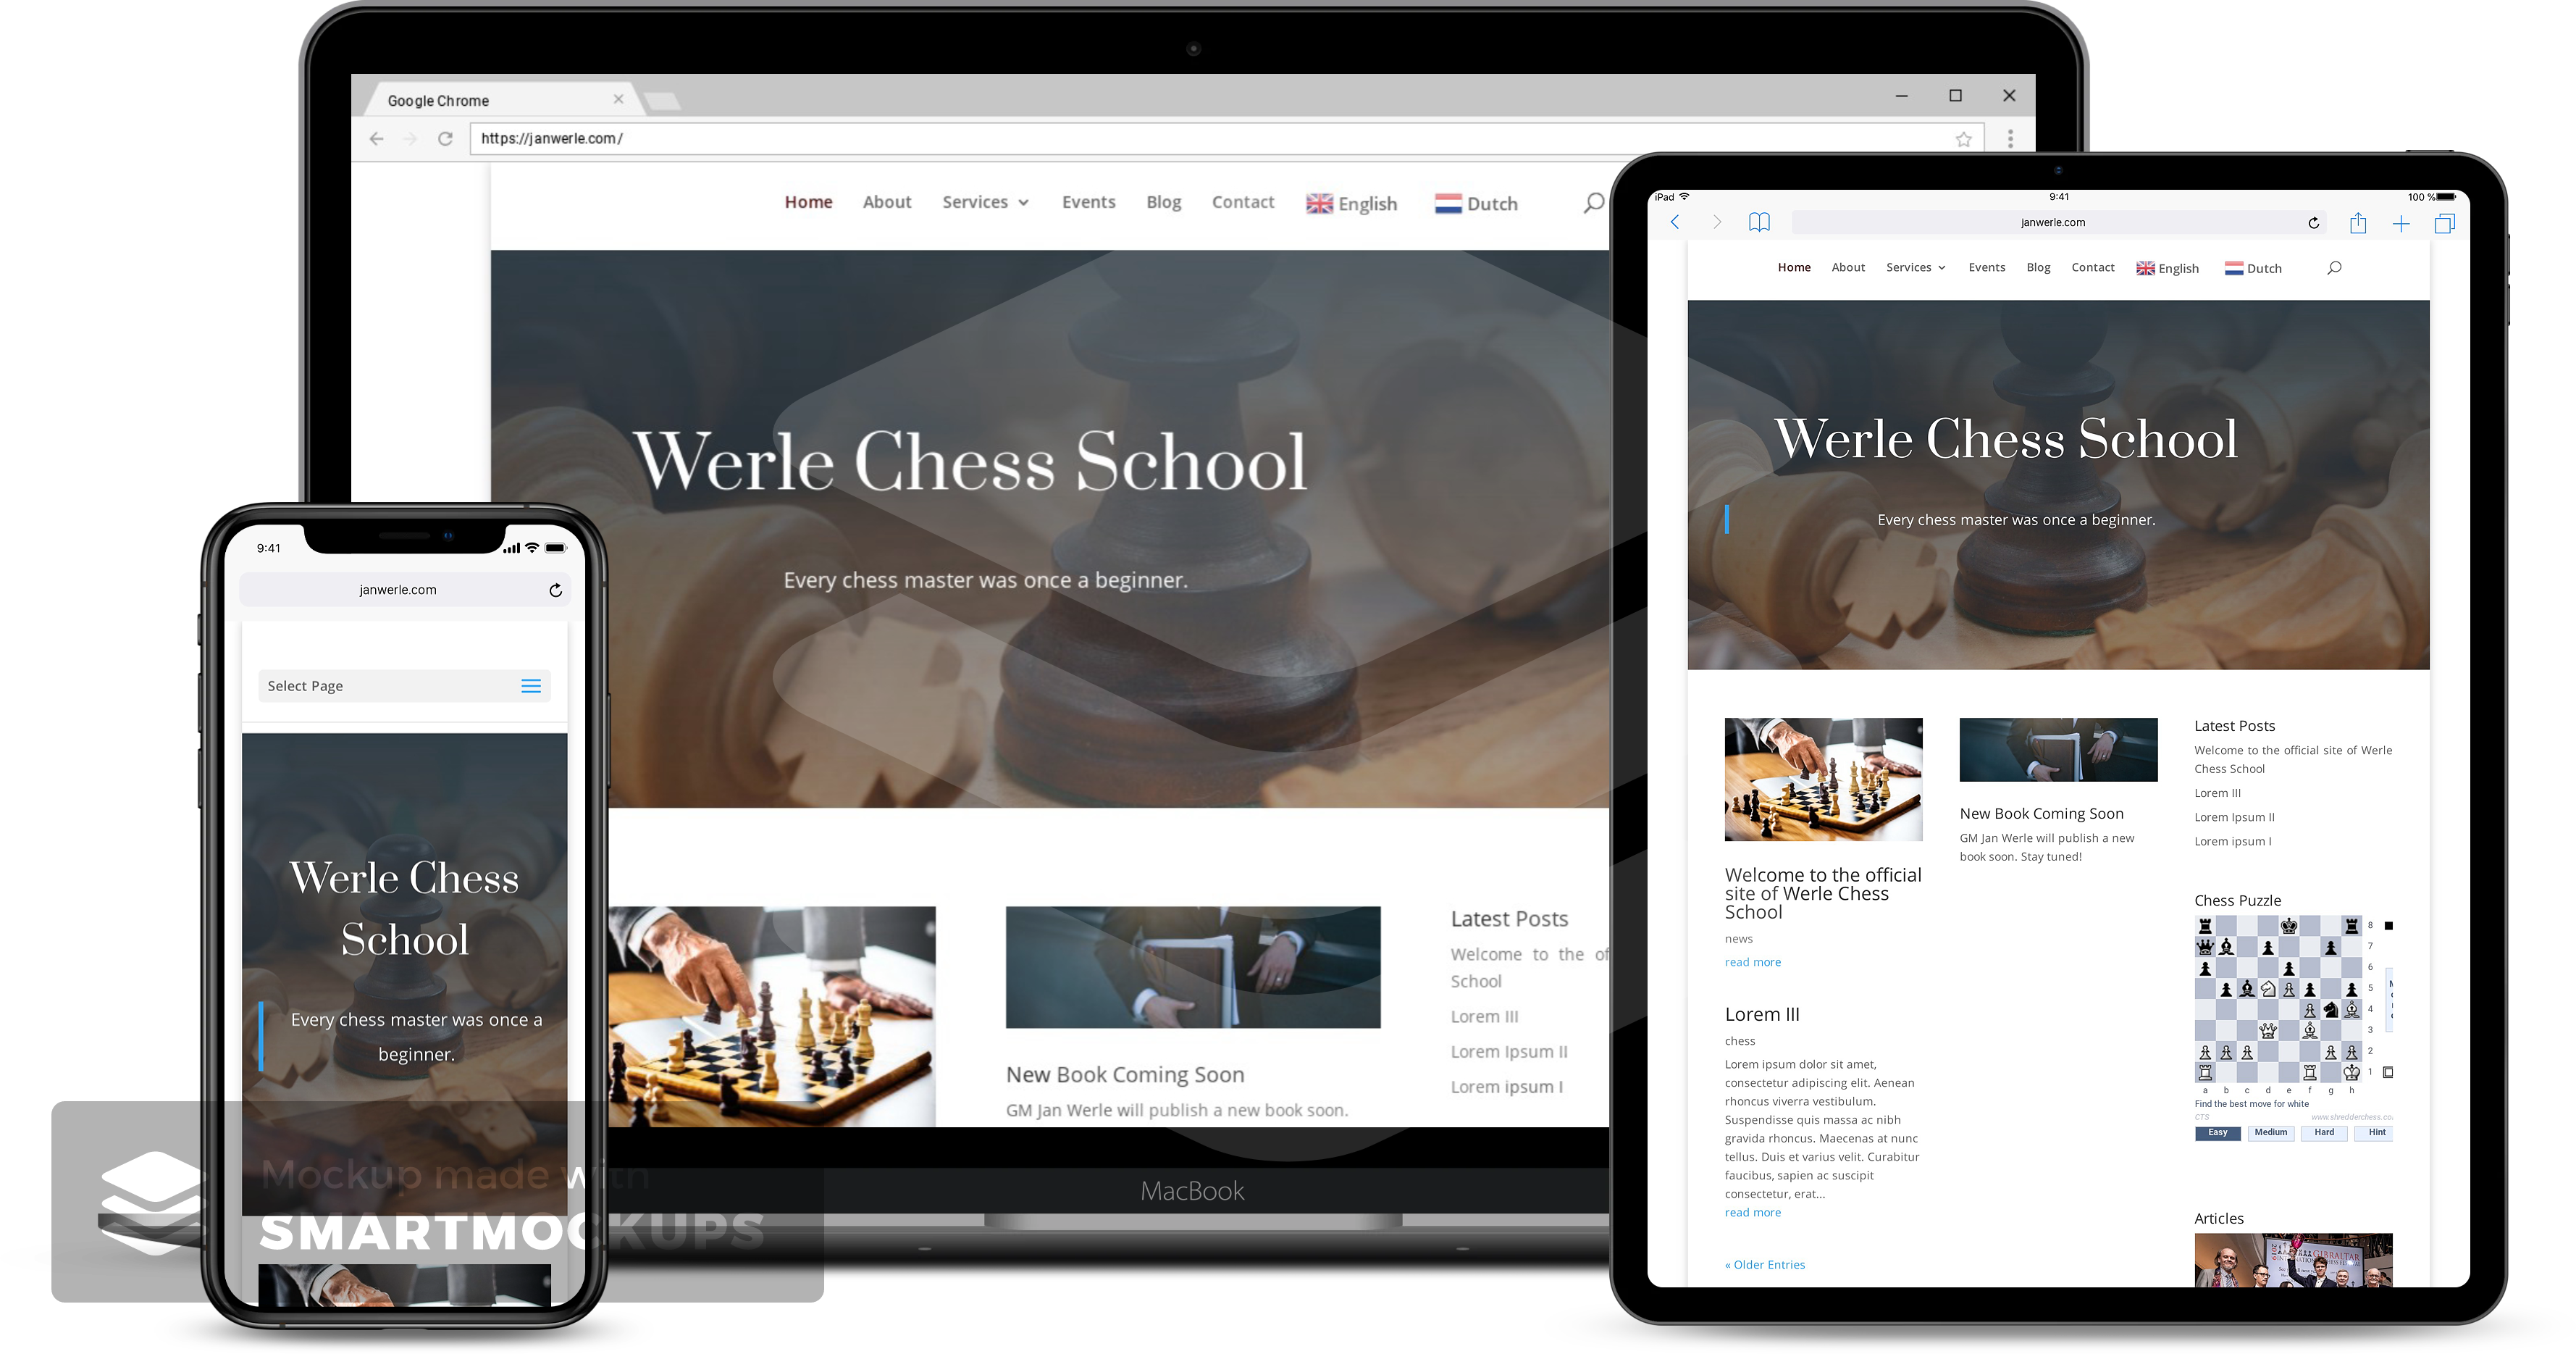 Google Chrome
https://janwerle.com/
Home About Services Events Blog Contact English Dutch
Werle Chess School
Every chess master was once a beginner.
Latest Posts
Welcome to the of
School
Lorem III
Lorem Ipsum II
Lorem ipsum I
New Book Coming Soon
GM Jan Werle will publish a new book soon.
MacBook
9:41
janwerle.com
Select Page
Werle Chess
School
Every chess master was once a
beginner.
Mockup made with
SMARTMOCKUPS
iPad 9:41 100 %
janwerle.com
Home About Services Events Blog Contact English Dutch
Werle Chess School
Every chess master was once a beginner.
Welcome to the official
site of Werle Chess
School
news
read more
Lorem III
chess
Lorem ipsum dolor sit amet,
consectetur adipiscing elit. Aenean
rhoncus viverra vestibulum.
Suspendisse quis massa ac nibh
gravida rhoncus. Maecenas at nunc
tellus. Duis et varius velit. Curabitur
faucibus, sapien ac suscipit
consectetur, erat...
read more
« Older Entries
New Book Coming Soon
GM Jan Werle will publish a new
book soon. Stay tuned!
Latest Posts
Welcome to the official site of Werle
Chess School
Lorem III
Lorem Ipsum II
Lorem ipsum I
Chess Puzzle
8
7
6
5
4
3
2
1
a b c d e f g h
Find the best move for white
CTS www.shredderchess.co
Easy Medium Hard Hint
Articles
GIBRALTAR